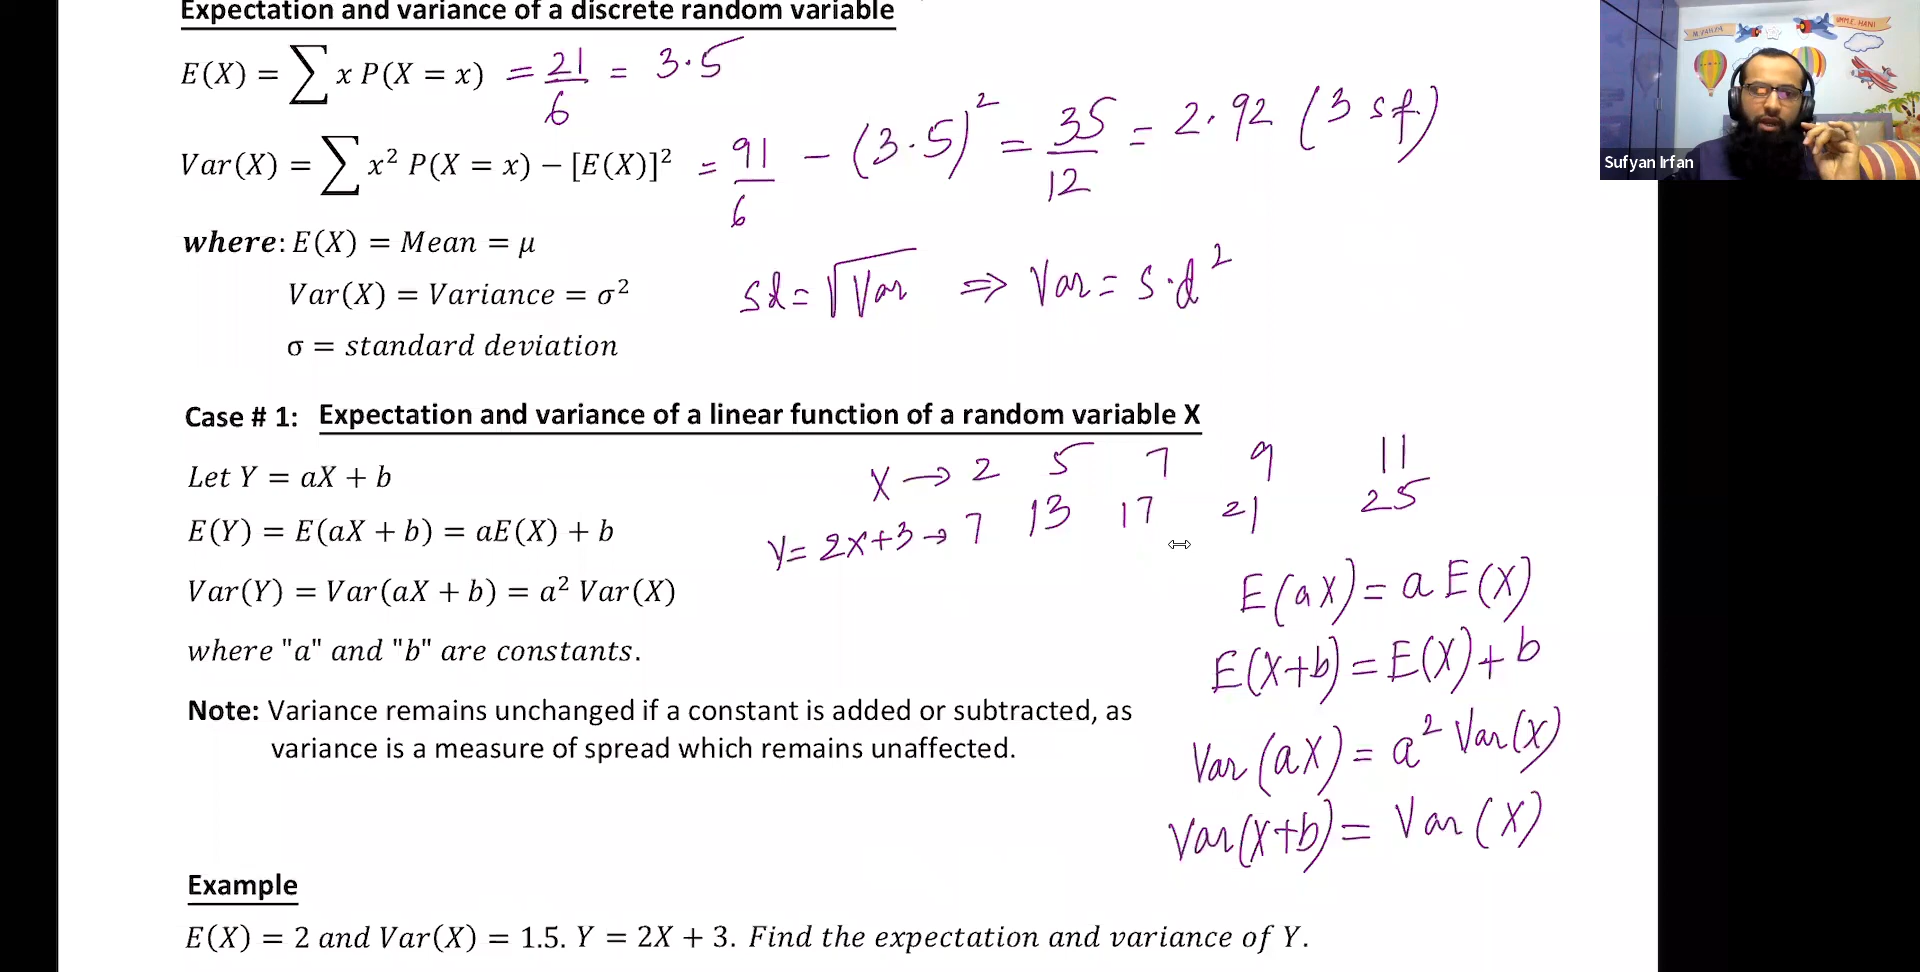 Expectation and variance of a discrete random variable
E(X) = ∑ x P(X = x) = 21/6 = 3.5
Var(X) = ∑ x² P(X = x) − [E(X)]² = 91/6 − (3.5)² = 35/12 = 2.92 (3 sf)
where: E(X) = Mean = μ
Var(X) = Variance = σ²
sd = √Var ⇒ Var = s.d²
σ = standard deviation
Case # 1: Expectation and variance of a linear function of a random variable X
Let Y = aX + b
X → 2 5 7 9 11
E(Y) = E(aX + b) = aE(X) + b
Y = 2X+3 → 7 13 17 21 25
Var(Y) = Var(aX + b) = a² Var(X)
E(aX) = a E(X)
where "a" and "b" are constants.
E(X+b) = E(X) + b
Note: Variance remains unchanged if a constant is added or subtracted, as
variance is a measure of spread which remains unaffected.
Var(aX) = a² Var(X)
Var(X+b) = Var(X)
Example
E(X) = 2 and Var(X) = 1.5. Y = 2X + 3. Find the expectation and variance of Y.
Sufyan Irfan